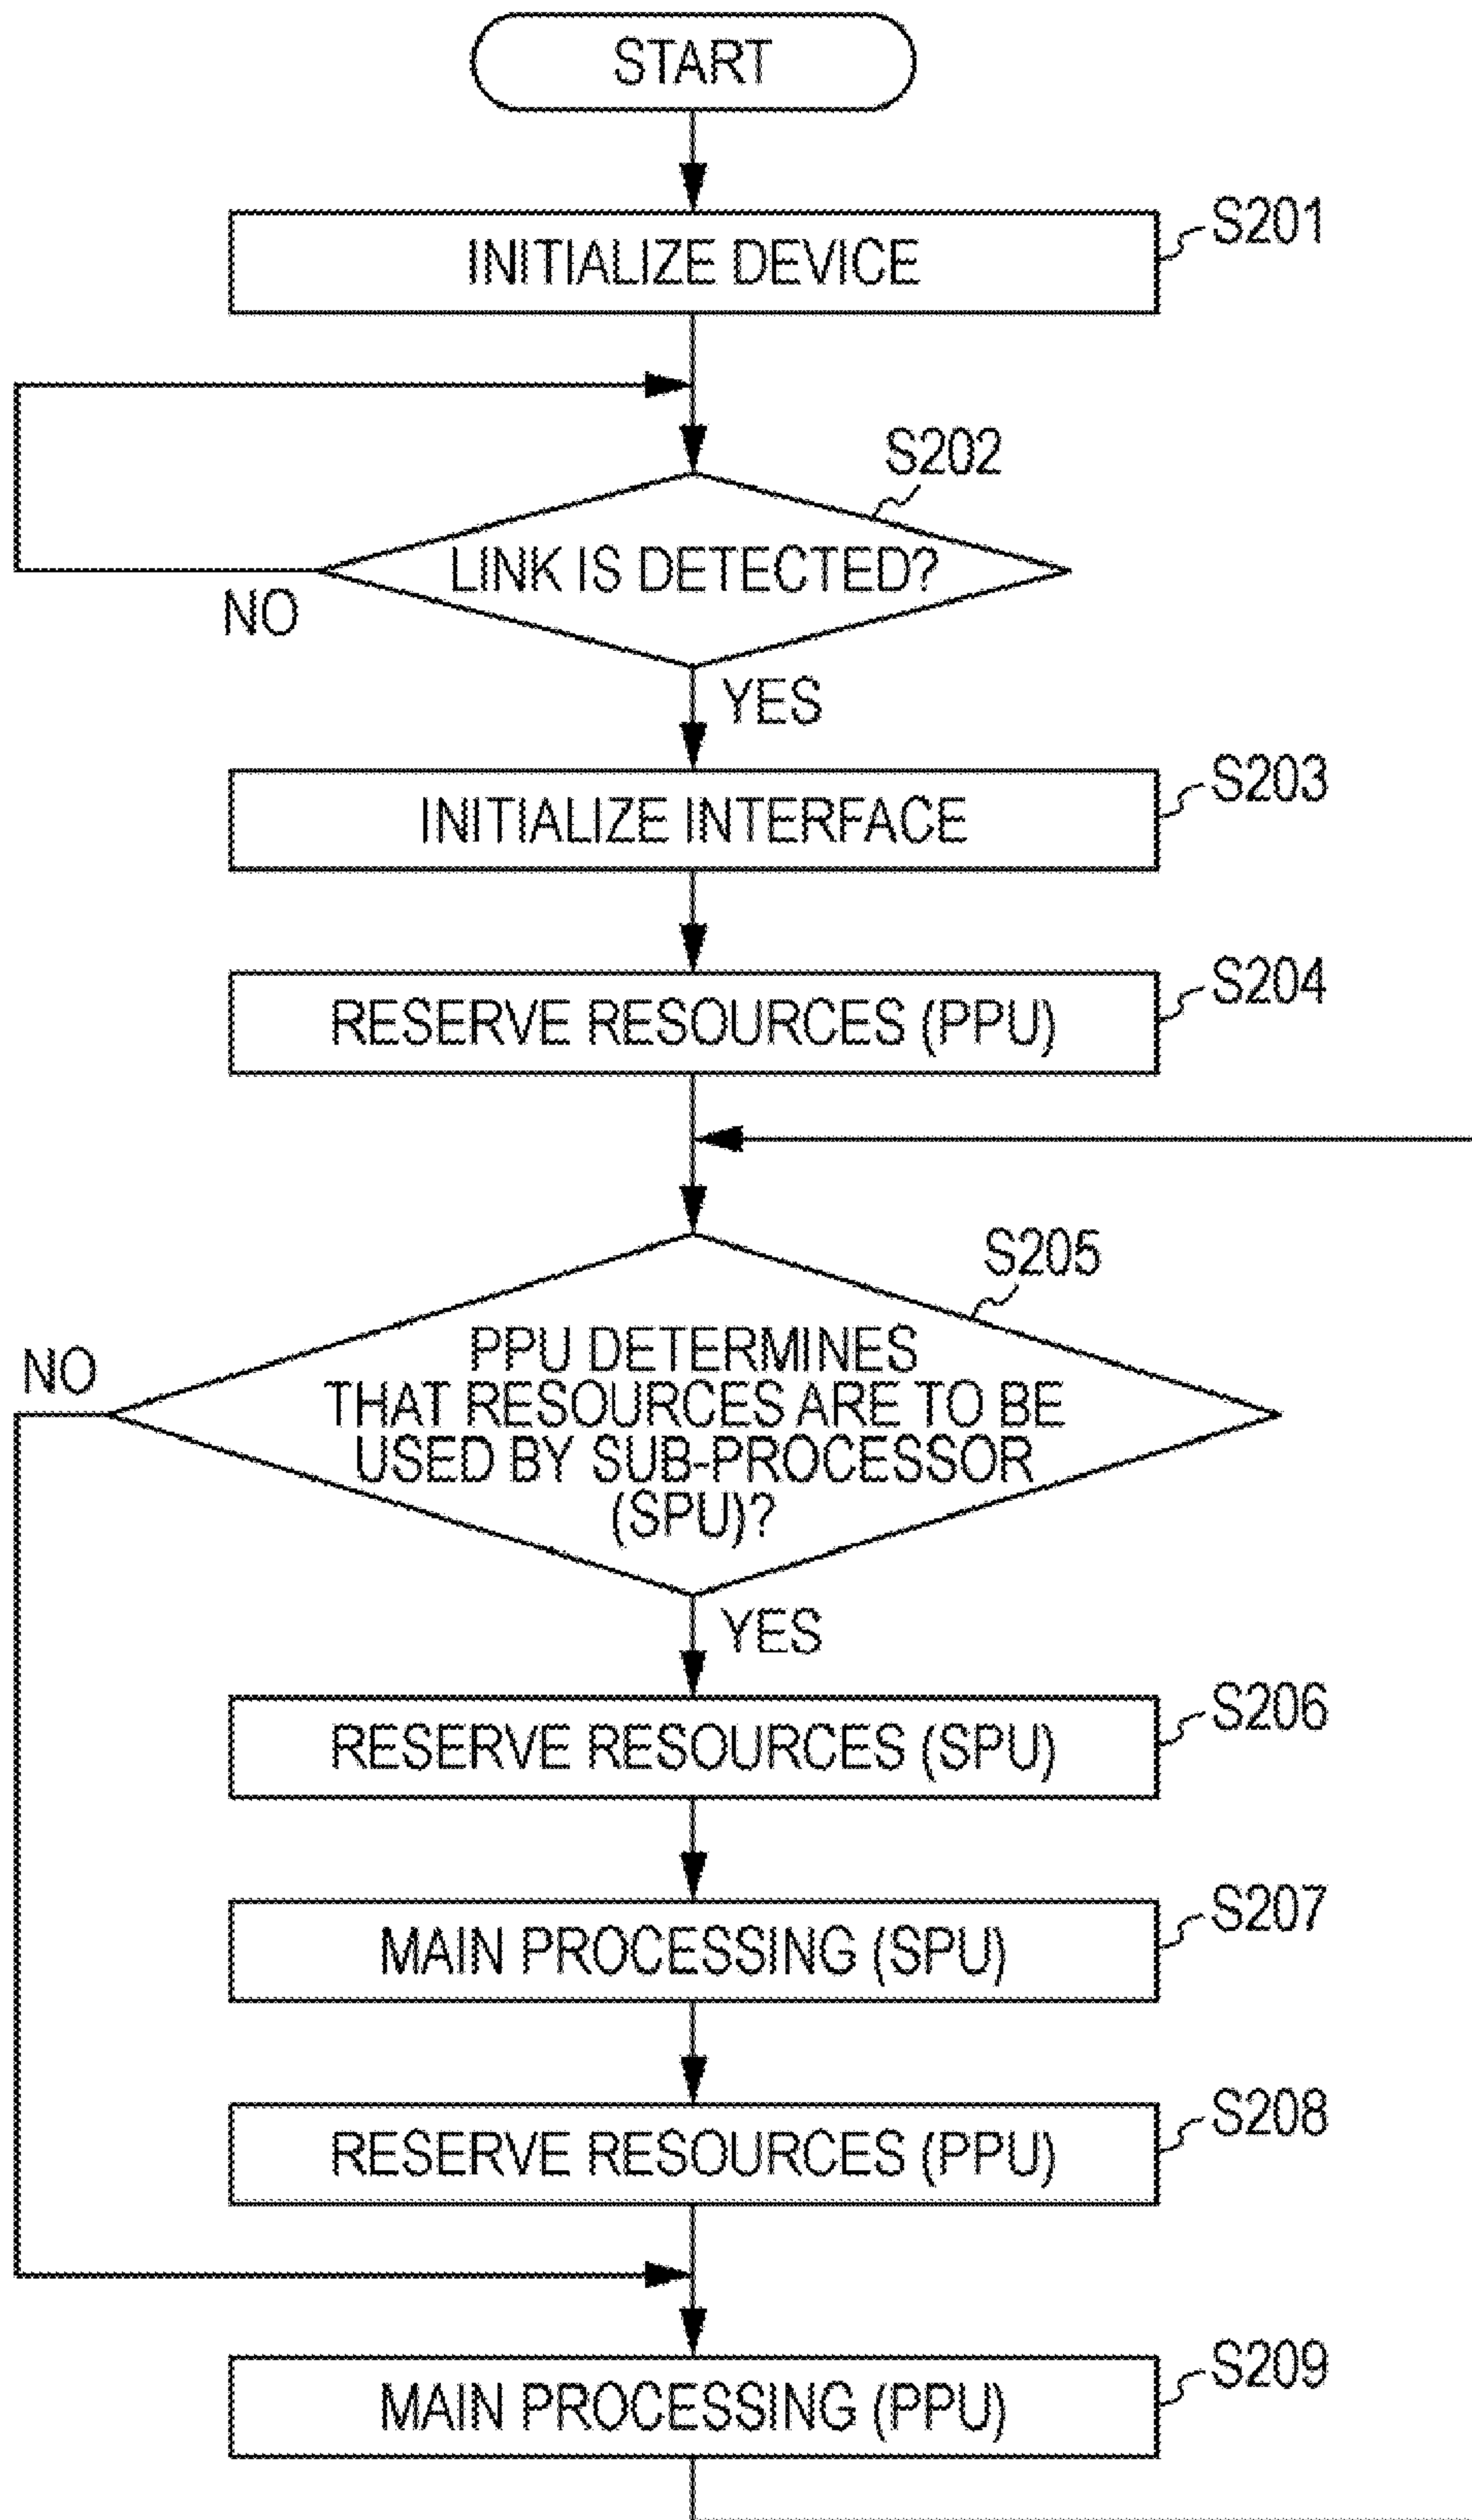 START
INITIALIZE DEVICE
S201
S202
LINK IS DETECTED?
NO
YES
INITIALIZE INTERFACE
S203
RESERVE RESOURCES (PPU)
S204
S205
PPU DETERMINES
THAT RESOURCES ARE TO BE
USED BY SUB-PROCESSOR
(SPU)?
NO
YES
RESERVE RESOURCES (SPU)
S206
MAIN PROCESSING (SPU)
S207
RESERVE RESOURCES (PPU)
S208
MAIN PROCESSING (PPU)
S209